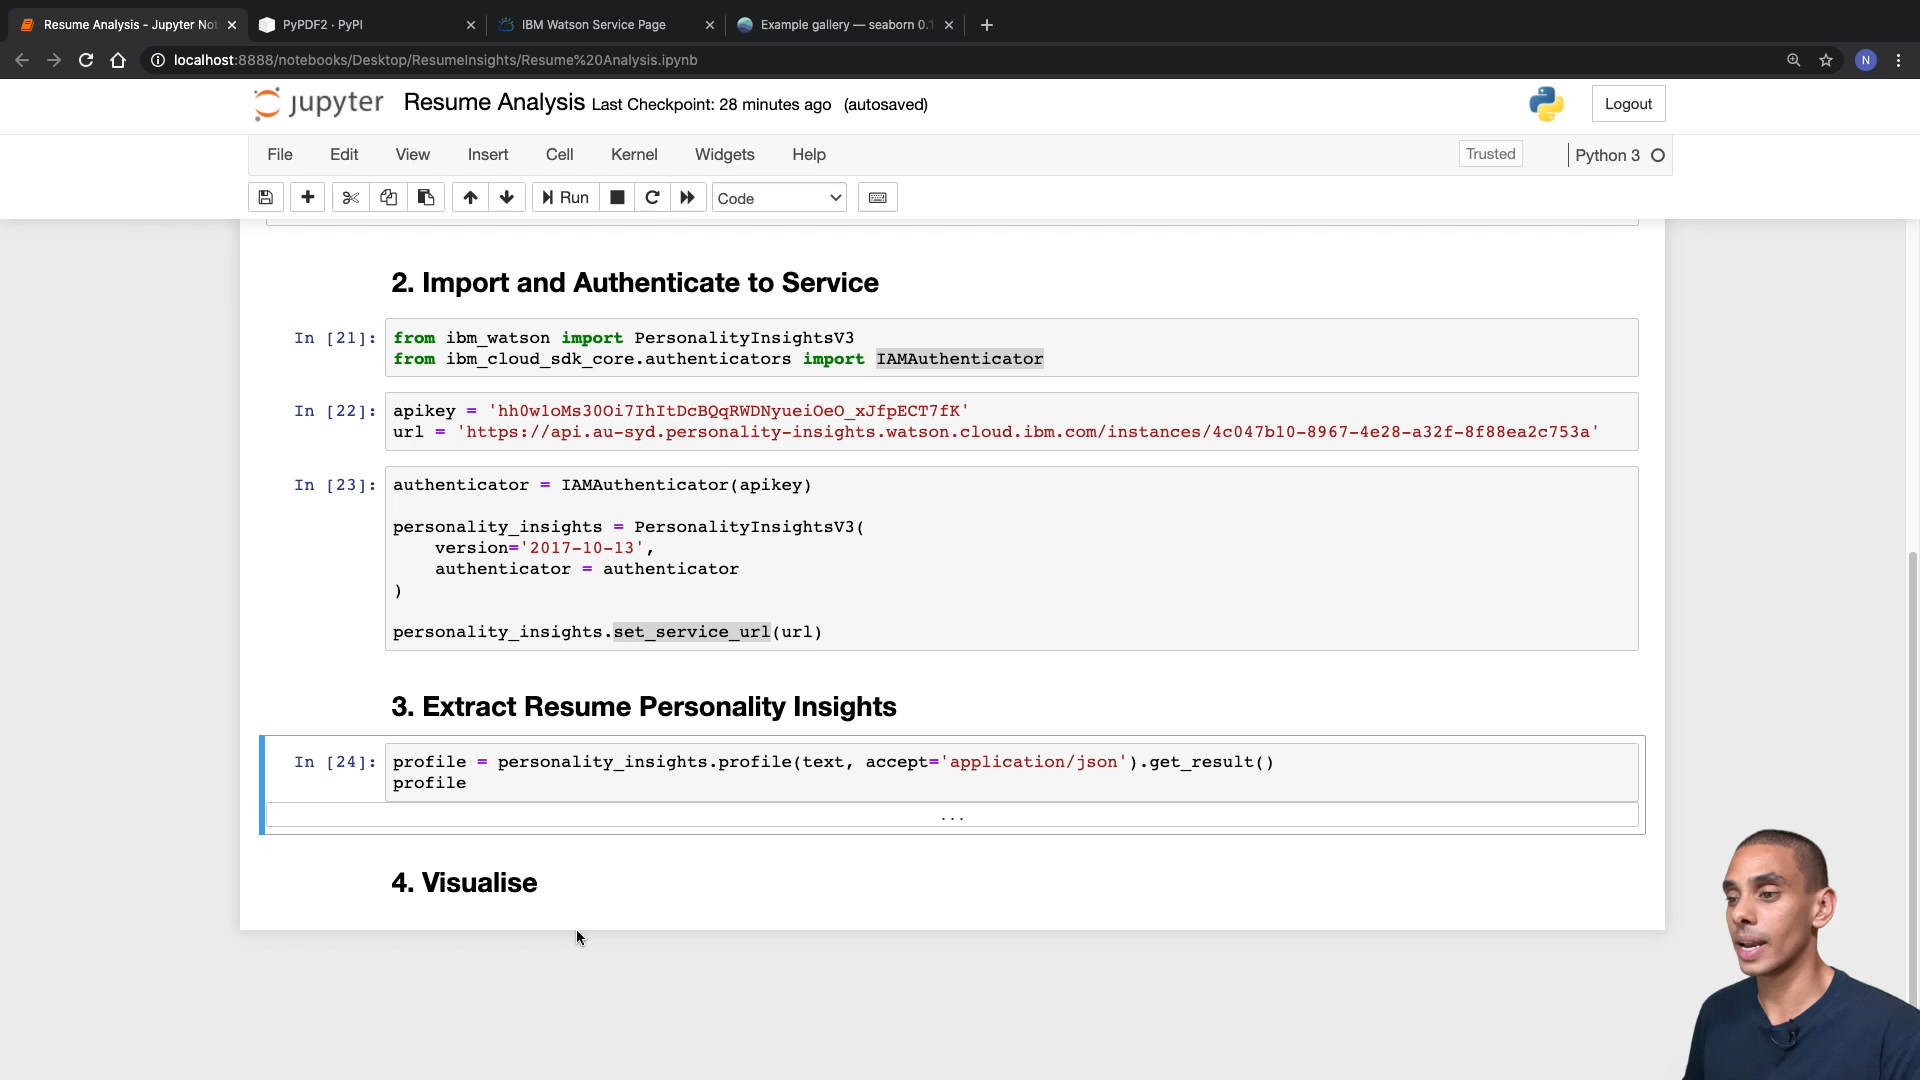 Resume Analysis - Jupyter Not
PyPDF2 · PyPI
IBM Watson Service Page
Example gallery — seaborn 0.1
localhost:8888/notebooks/Desktop/ResumeInsights/Resume%20Analysis.ipynb
N
jupyter
Resume Analysis Last Checkpoint: 28 minutes ago (autosaved)
Logout
File Edit View Insert Cell Kernel Widgets Help
Trusted
Python 3
Run
Code
2. Import and Authenticate to Service
In [21]: from ibm_watson import PersonalityInsightsV3
from ibm_cloud_sdk_core.authenticators import IAMAuthenticator
In [22]: apikey = 'hh0wloMs30Oi7IhItDcBQqRWDNyueiOeO_xJfpECT7fK'
url = 'https://api.au-syd.personality-insights.watson.cloud.ibm.com/instances/4c047b10-8967-4e28-a32f-8f88ea2c753a'
In [23]: authenticator = IAMAuthenticator(apikey)
personality_insights = PersonalityInsightsV3(
version='2017-10-13',
authenticator = authenticator
)
personality_insights.set_service_url(url)
3. Extract Resume Personality Insights
In [24]: profile = personality_insights.profile(text, accept='application/json').get_result()
profile
...
4. Visualise